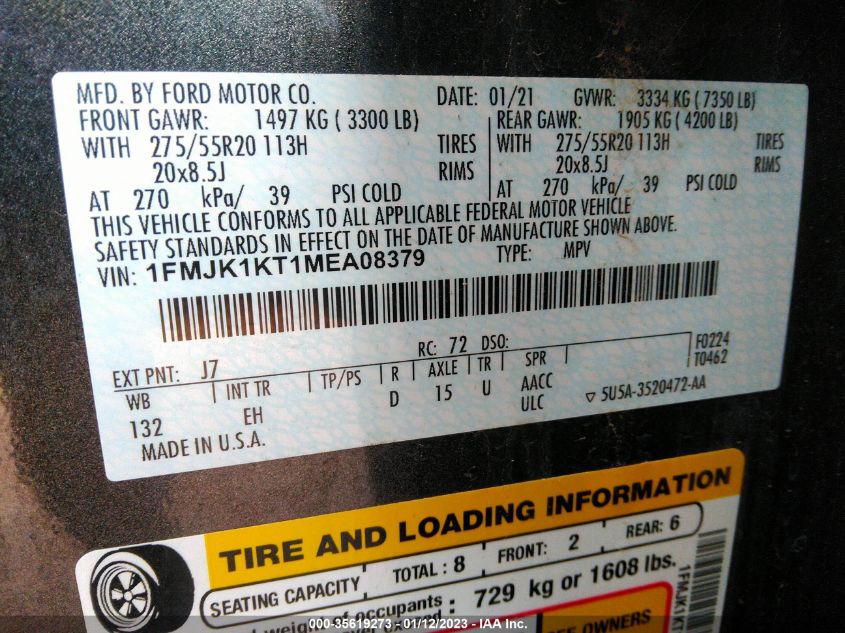 MFD. BY FORD MOTOR CO. DATE: 01/21 GVWR: 3334 KG ( 7350 LB)
FRONT GAWR: 1497 KG ( 3300 LB) REAR GAWR: 1905 KG ( 4200 LB)
WITH 275/55R20 113H TIRES WITH 275/55R20 113H TIRES
20x8.5J RIMS 20x8.5J RIMS
AT 270 kPa/ 39 PSI COLD AT 270 kPa/ 39 PSI COLD
THIS VEHICLE CONFORMS TO ALL APPLICABLE FEDERAL MOTOR VEHICLE
SAFETY STANDARDS IN EFFECT ON THE DATE OF MANUFACTURE SHOWN ABOVE.
VIN: 1FMJK1KT1MEA08379 TYPE: MPV
EXT PNT: J7 RC: 72 DSO: F0224
T0462
WB INT TR TP/PS R AXLE TR SPR
132 EH D 15 U AACC
ULC ▽ 5U5A-3520472-AA
MADE IN U.S.A.
TIRE AND LOADING INFORMATION
SEATING CAPACITY TOTAL : 8 FRONT: 2 REAR: 6
weight of occupants : 729 kg or 1608 lbs.
1FMJK1KT
OWNERS
000-35619273 - 01/12/2023 - IAA Inc.